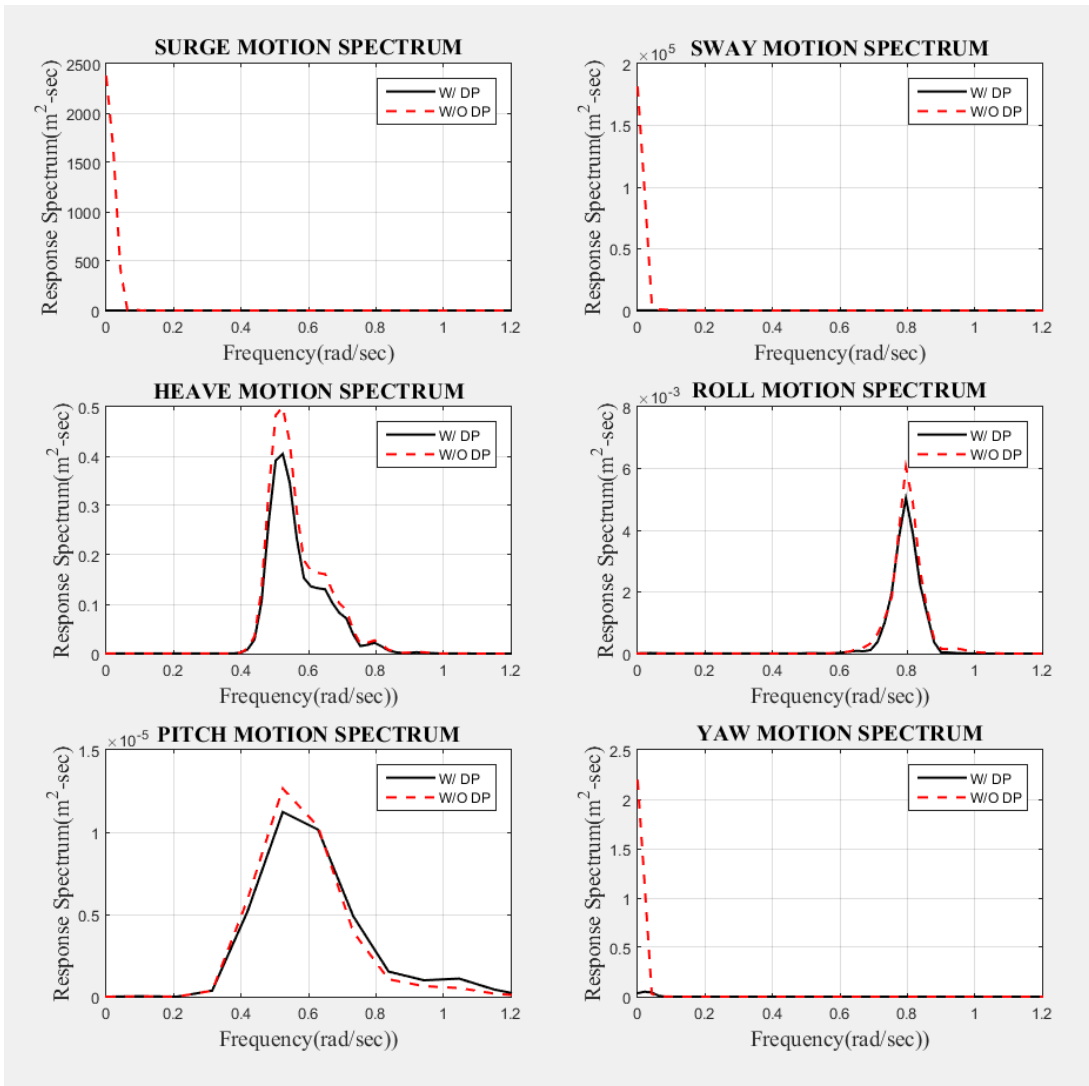 SURGE MOTION SPECTRUM
Response Spectrum(m²-sec)
2500
2000
1500
1000
500
0
W/ DP
W/O DP
0 0.2 0.4 0.6 0.8 1 1.2
Frequency(rad/sec)
SWAY MOTION SPECTRUM
×10⁵
Response Spectrum(m²-sec)
2
1.5
1
0.5
0
W/ DP
W/O DP
0 0.2 0.4 0.6 0.8 1 1.2
Frequency(rad/sec)
HEAVE MOTION SPECTRUM
Response Spectrum(m²-sec)
0.5
0.4
0.3
0.2
0.1
0
W/ DP
W/O DP
0 0.2 0.4 0.6 0.8 1 1.2
Frequency(rad/sec))
ROLL MOTION SPECTRUM
×10⁻³
Response Spectrum(m²-sec)
8
6
4
2
0
W/ DP
W/O DP
0 0.2 0.4 0.6 0.8 1 1.2
Frequency(rad/sec))
PITCH MOTION SPECTRUM
×10⁻⁵
Response Spectrum(m²-sec)
1.5
1
0.5
0
W/ DP
W/O DP
0 0.2 0.4 0.6 0.8 1 1.2
Frequency(rad/sec))
YAW MOTION SPECTRUM
Response Spectrum(m²-sec)
2.5
2
1.5
1
0.5
0
W/ DP
W/O DP
0 0.2 0.4 0.6 0.8 1 1.2
Frequency(rad/sec))